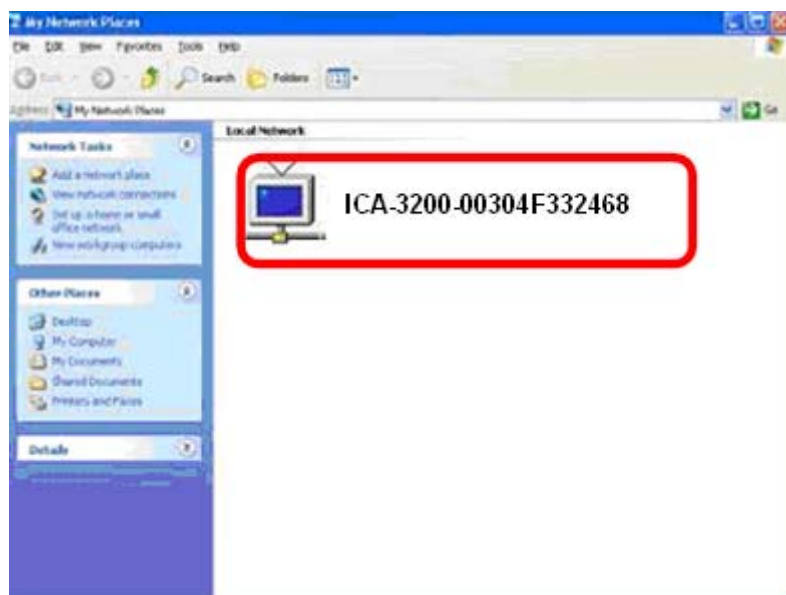 My Network Places
File Edit View Favorites Tools Help
Back Search Folders
Address My Network Places Go
Local Network
ICA-3200-00304F332468
Network Tasks
Add a network place
View network connections
Set up a home or small
office network
View workgroup computers
Other Places
Desktop
My Computer
My Documents
Shared Documents
Printers and Faxes
Details